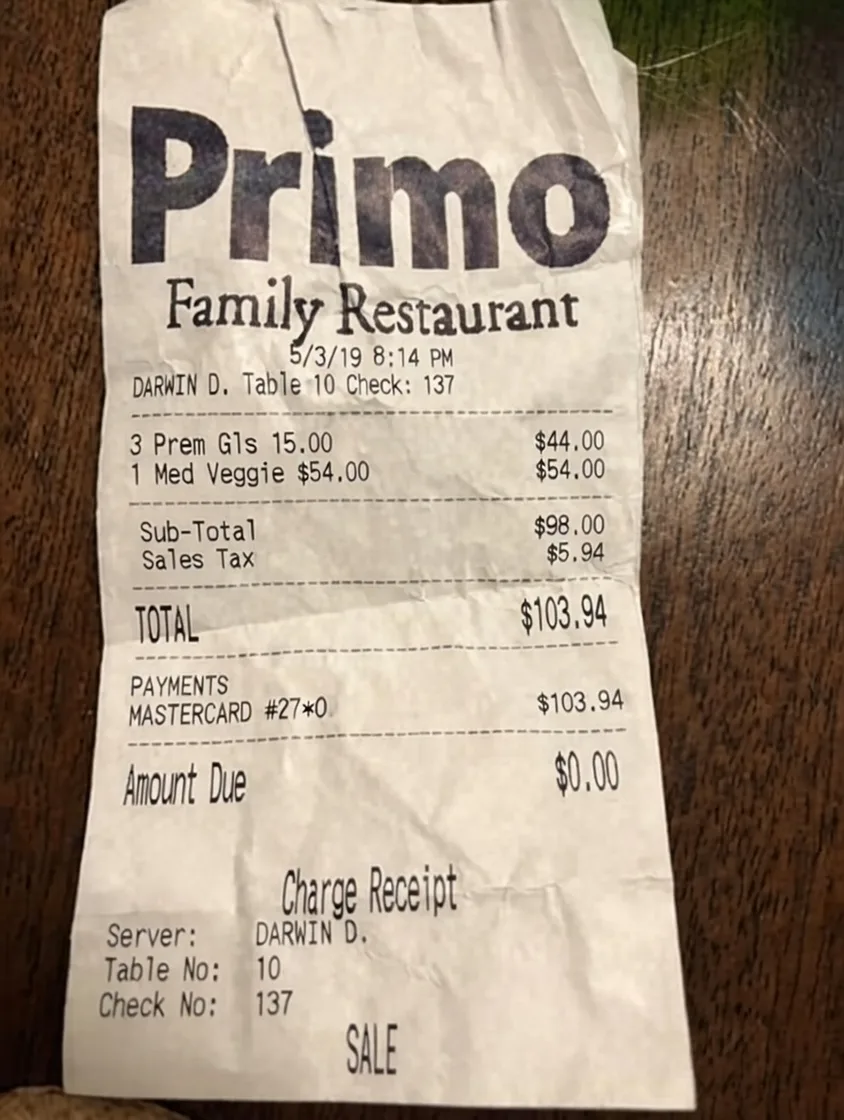 Primo
Family Restaurant
5/3/19 8:14 PM
DARWIN D. Table 10 Check: 137
3 Prem Gls 15.00 $44.00
1 Med Veggie $54.00 $54.00
Sub-Total $98.00
Sales Tax $5.94
TOTAL $103.94
PAYMENTS
MASTERCARD #27*0 $103.94
Amount Due $0.00
Charge Receipt
Server: DARWIN D.
Table No: 10
Check No: 137
SALE